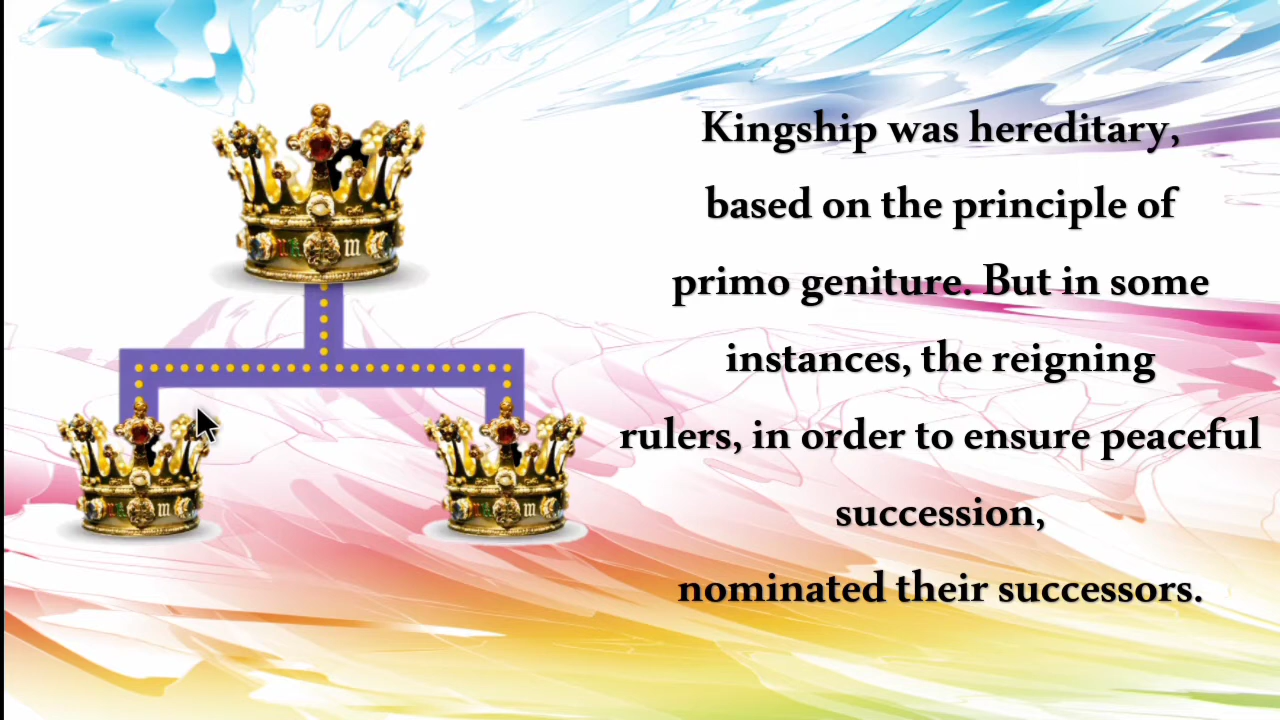 Kingship was hereditary,
based on the principle of
primo geniture. But in some
instances, the reigning
rulers, in order to ensure peaceful
succession,
nominated their successors.